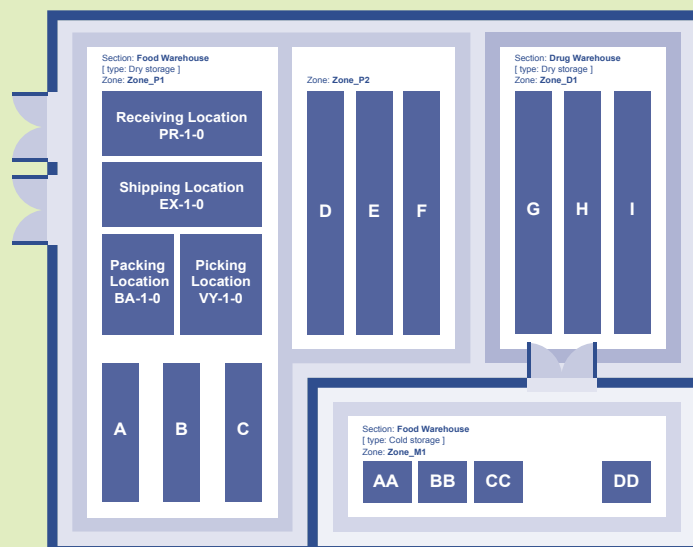 Section: Food Warehouse
[ type: Dry storage ]
Zone: Zone_P1
Receiving Location
PR-1-0
Shipping Location
EX-1-0
Packing
Location
BA-1-0
Picking
Location
VY-1-0
A
B
C
Zone: Zone_P2
D
E
F
Section: Drug Warehouse
[ type: Dry storage ]
Zone: Zone_D1
G
H
I
Section: Food Warehouse
[ type: Cold storage ]
Zone: Zone_M1
AA
BB
CC
DD